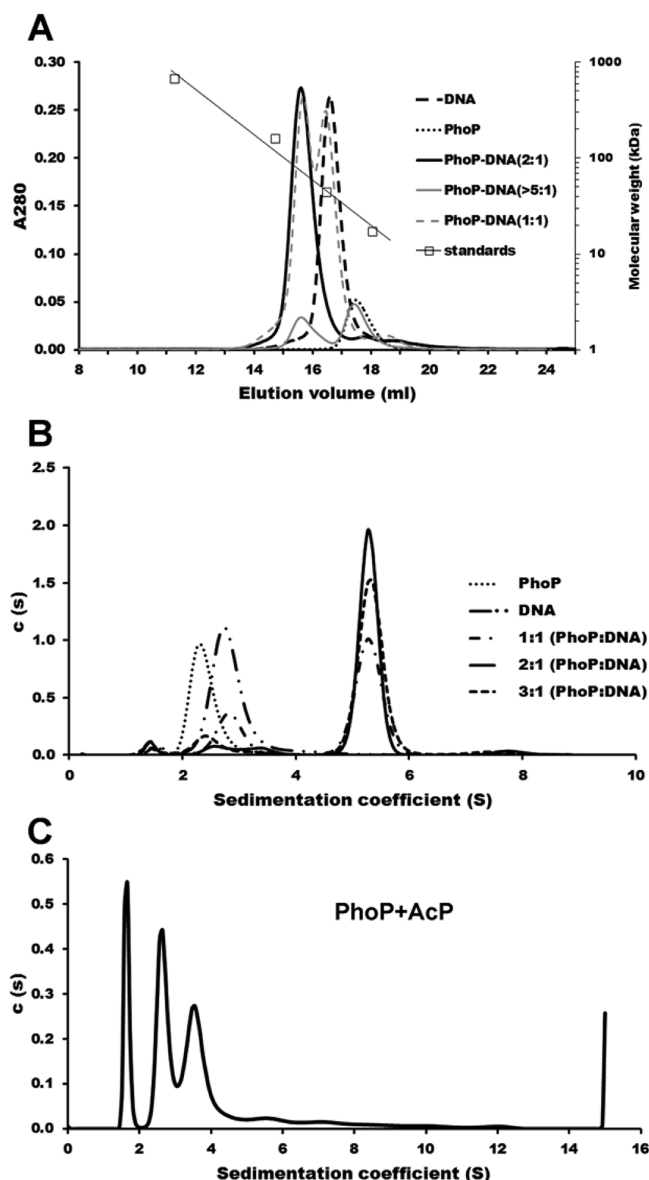 A
0.30
0.25
0.20
0.15
0.10
0.05
0.00
A280
1000
100
10
1
Molecular weight (kDa)
DNA
PhoP
PhoP-DNA(2:1)
PhoP-DNA(>5:1)
PhoP-DNA(1:1)
standards
8 10 12 14 16 18 20 22 24
Elution volume (ml)
B
2.5
2.0
1.5
1.0
0.5
0.0
c (s)
PhoP
DNA
1:1 (PhoP:DNA)
2:1 (PhoP:DNA)
3:1 (PhoP:DNA)
0 2 4 6 8 10
Sedimentation coefficient (S)
C
0.6
0.5
0.4
0.3
0.2
0.1
0.0
c (s)
PhoP+AcP
0 2 4 6 8 10 12 14 16
Sedimentation coefficient (S)